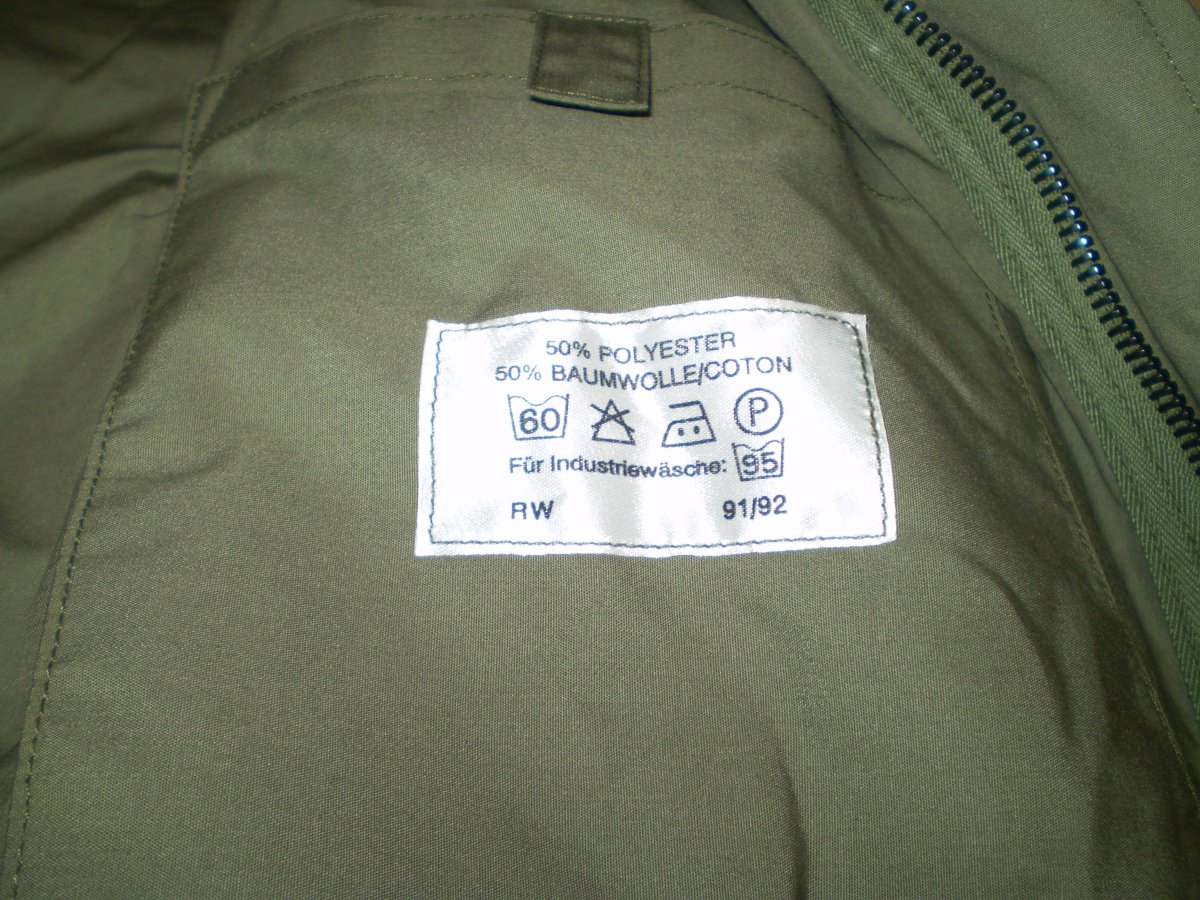 50% POLYESTER
50% BAUMWOLLE/COTON
60 P
Für Industriewäsche: 95
RW 91/92